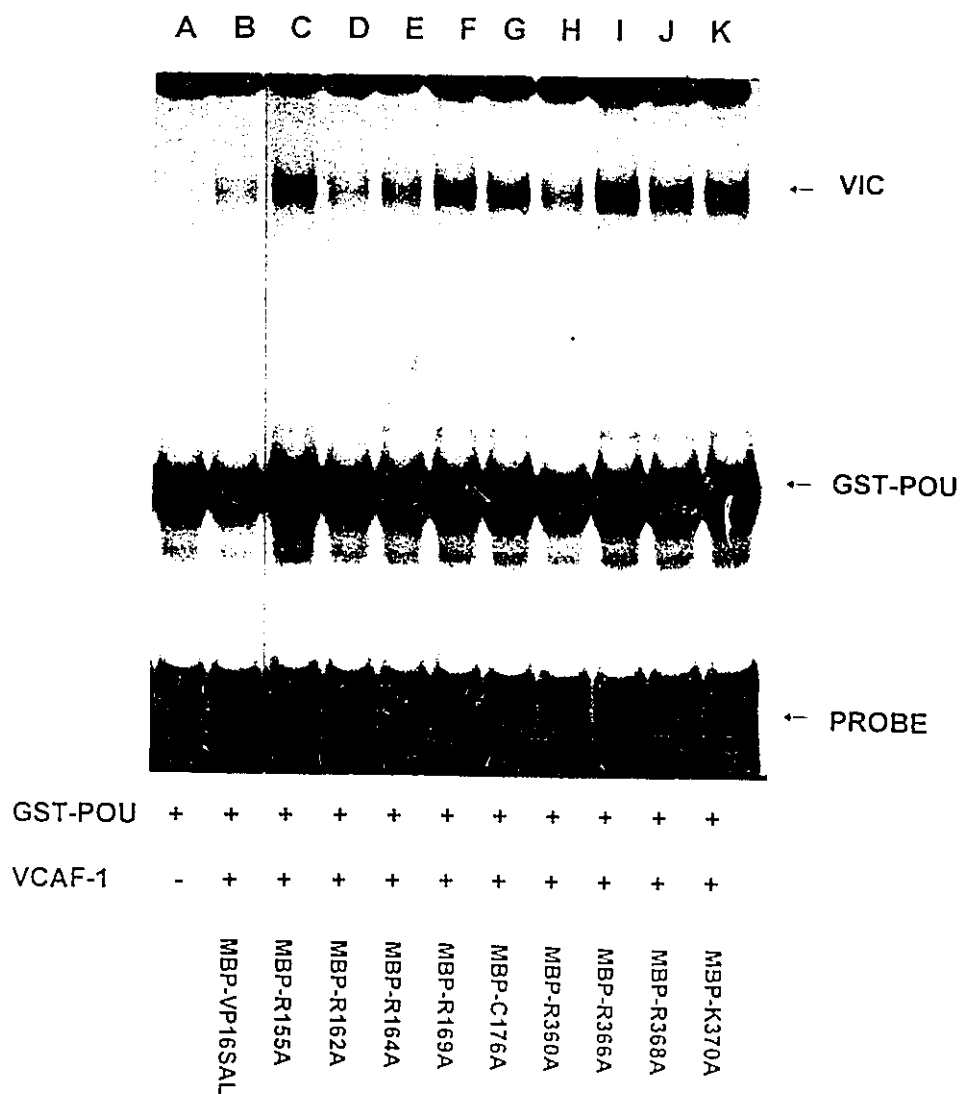 A B C D E F G H I J K
← VIC
← GST-POU
← PROBE
GST-POU + + + + + + + + + + +
VCAF-1 - + + + + + + + + + +
MBP-VP16SAL
MBP-R155A
MBP-R162A
MBP-R164A
MBP-R169A
MBP-C176A
MBP-R360A
MBP-R366A
MBP-R368A
MBP-K370A